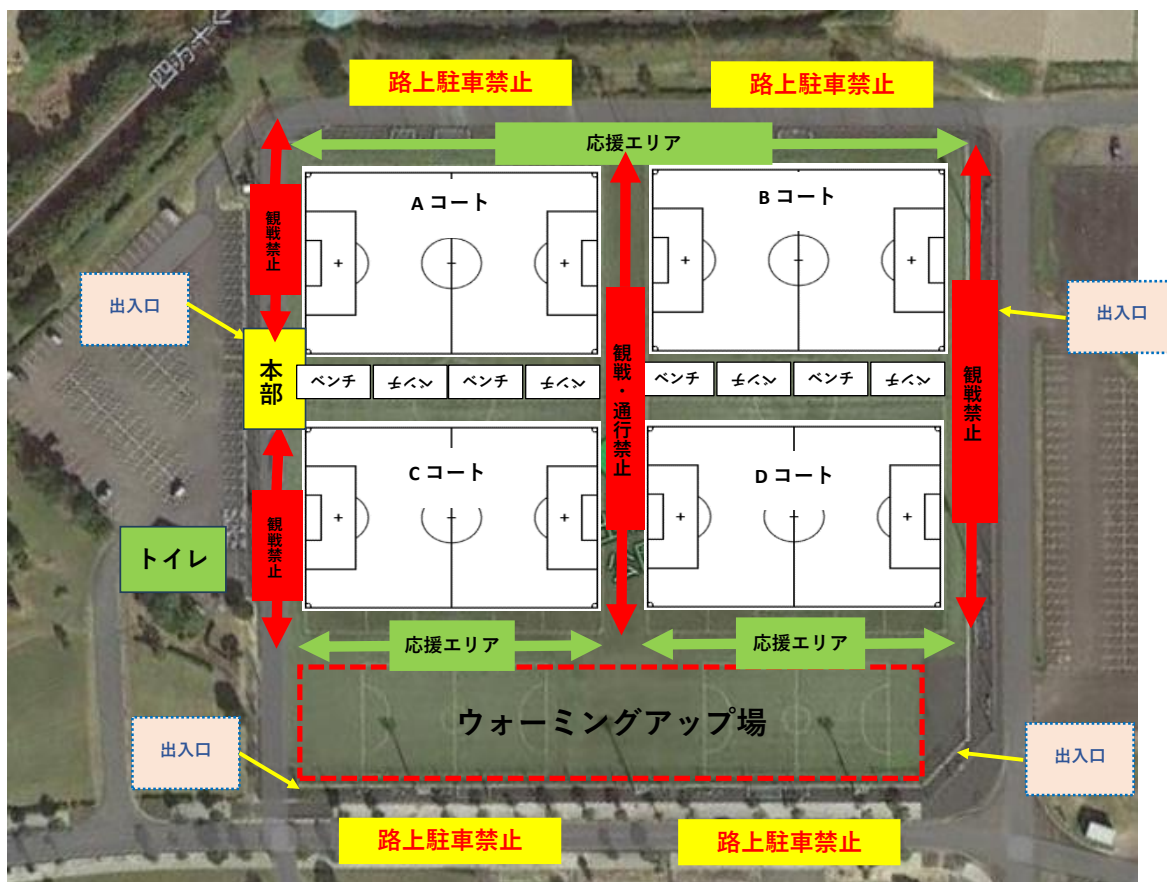 四万十く
路上駐車禁止
路上駐車禁止
応援エリア
A コート
B コート
観戦禁止
出入口
出入口
本部
ベンチ
ベンチ
ベンチ
ベンチ
観戦・通行禁止
ベンチ
ベンチ
ベンチ
ベンチ
観戦禁止
C コート
D コート
観戦禁止
トイレ
応援エリア
応援エリア
ウォーミングアップ場
出入口
出入口
路上駐車禁止
路上駐車禁止